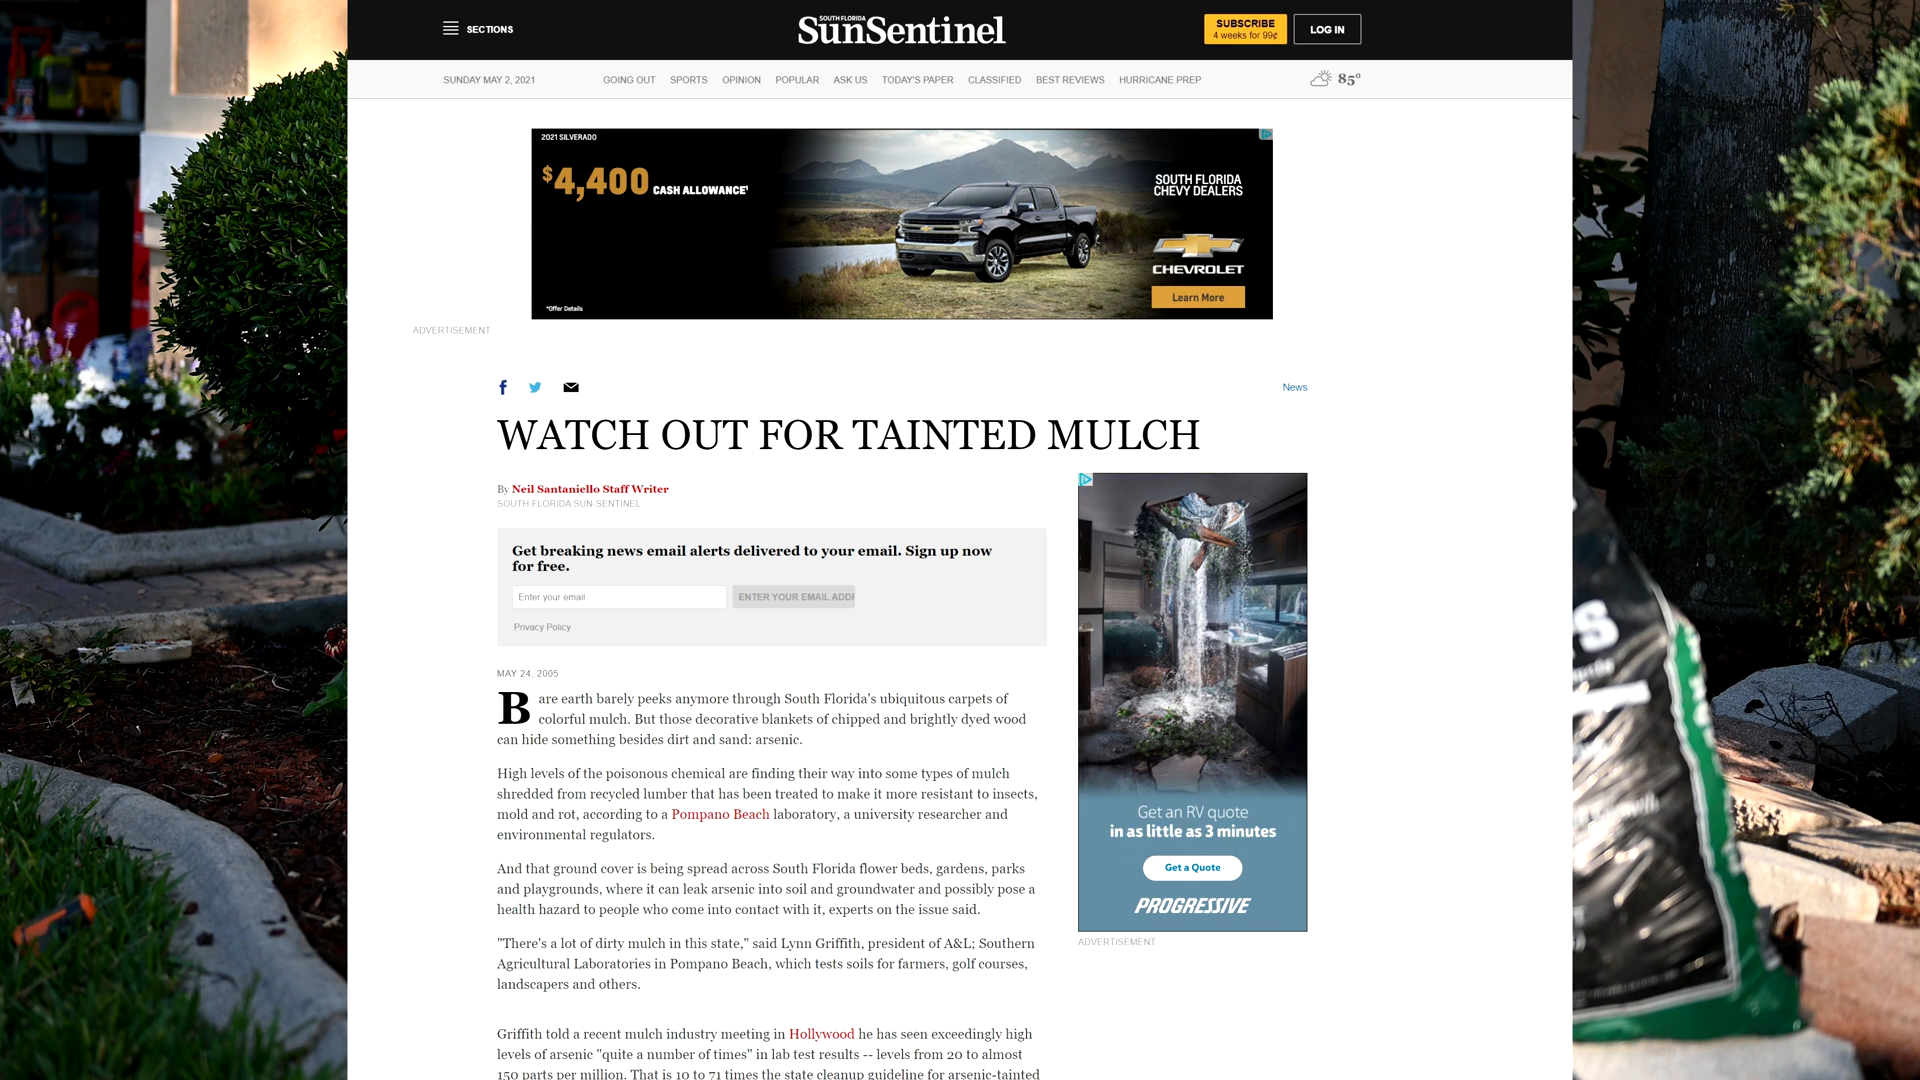 SECTIONS
SOUTH FLORIDA
SunSentinel
SUBSCRIBE
4 weeks for 99¢
LOG IN
SUNDAY MAY 2, 2021
GOING OUT SPORTS OPINION POPULAR ASK US TODAY'S PAPER CLASSIFIED BEST REVIEWS HURRICANE PREP
85°
2021 SILVERADO
$4,400 CASH ALLOWANCE¹
SOUTH FLORIDA
CHEVY DEALERS
CHEVROLET
Learn More
*Offer Details
ADVERTISEMENT
News
WATCH OUT FOR TAINTED MULCH
By Neil Santaniello Staff Writer
SOUTH FLORIDA SUN-SENTINEL
Get breaking news email alerts delivered to your email. Sign up now
for free.
Enter your email
ENTER YOUR EMAIL ADDR
Privacy Policy
MAY 24, 2005
Bare earth barely peeks anymore through South Florida's ubiquitous carpets of
colorful mulch. But those decorative blankets of chipped and brightly dyed wood
can hide something besides dirt and sand: arsenic.
High levels of the poisonous chemical are finding their way into some types of mulch
shredded from recycled lumber that has been treated to make it more resistant to insects,
mold and rot, according to a Pompano Beach laboratory, a university researcher and
environmental regulators.
And that ground cover is being spread across South Florida flower beds, gardens, parks
and playgrounds, where it can leak arsenic into soil and groundwater and possibly pose a
health hazard to people who come into contact with it, experts on the issue said.
"There's a lot of dirty mulch in this state," said Lynn Griffith, president of A&L; Southern
Agricultural Laboratories in Pompano Beach, which tests soils for farmers, golf courses,
landscapers and others.
Griffith told a recent mulch industry meeting in Hollywood he has seen exceedingly high
levels of arsenic "quite a number of times" in lab test results -- levels from 20 to almost
150 parts per million. That is 10 to 71 times the state cleanup guideline for arsenic-tainted
Get an RV quote
in as little as 3 minutes
Get a Quote
PROGRESSIVE
ADVERTISEMENT